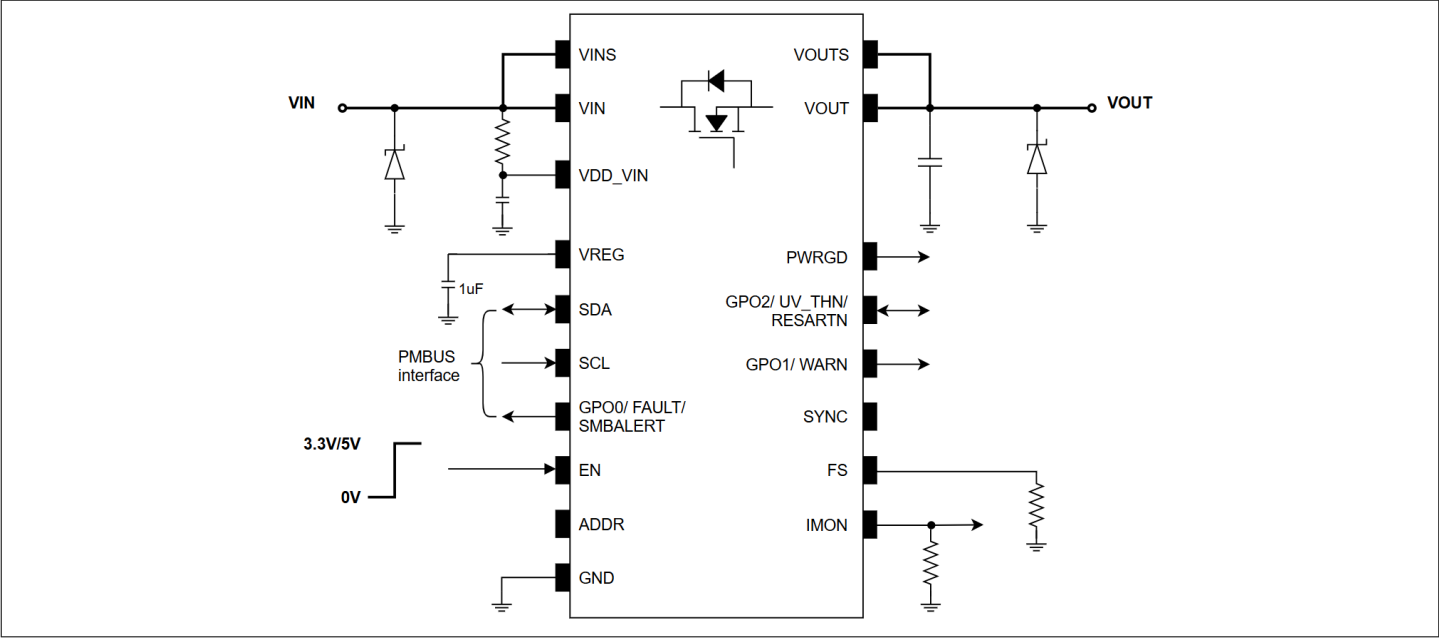 VINS
VOUTS
VIN
VIN
VOUT
VOUT
VDD_VIN
VREG
PWRGD
1uF
SDA
GPO2/ UV_THN/
RESARTN
PMBUS
interface
SCL
GPO1/ WARN
GPO0/ FAULT/
SMBALERT
SYNC
3.3V/5V
0V
EN
FS
ADDR
IMON
GND